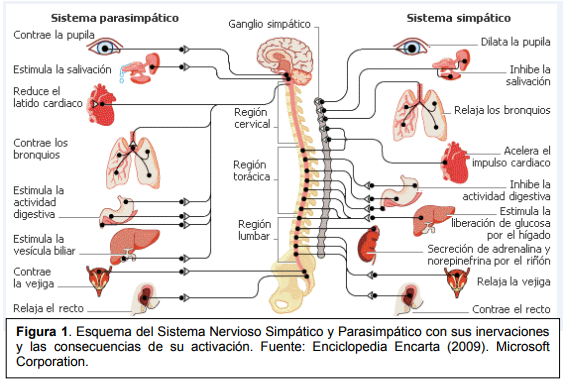 Sistema parasimpático
Contrae la pupila
Estimula la salivación
Reduce el
latido cardiaco
Contrae los
bronquios
Estimula la
actividad
digestiva
Estimula la
vesícula biliar
Contrae
la vejiga
Relaja el recto
Ganglio simpático
Región
cervical
Región
torácica
Región
lumbar
Sistema simpático
Dilata la pupila
Inhibe la
salivación
Relaja los bronquios
Acelera el
impulso cardiaco
Inhibe la
actividad digestiva
Estimula la
liberación de glucosa
por el hígado
Secreción de adrenalina y
norepinefrina por el riñón
Relaja la vejiga
Contrae el recto
Figura 1. Esquema del Sistema Nervioso Simpático y Parasimpático con sus inervaciones
y las consecuencias de su activación. Fuente: Enciclopedia Encarta (2009). Microsoft
Corporation.